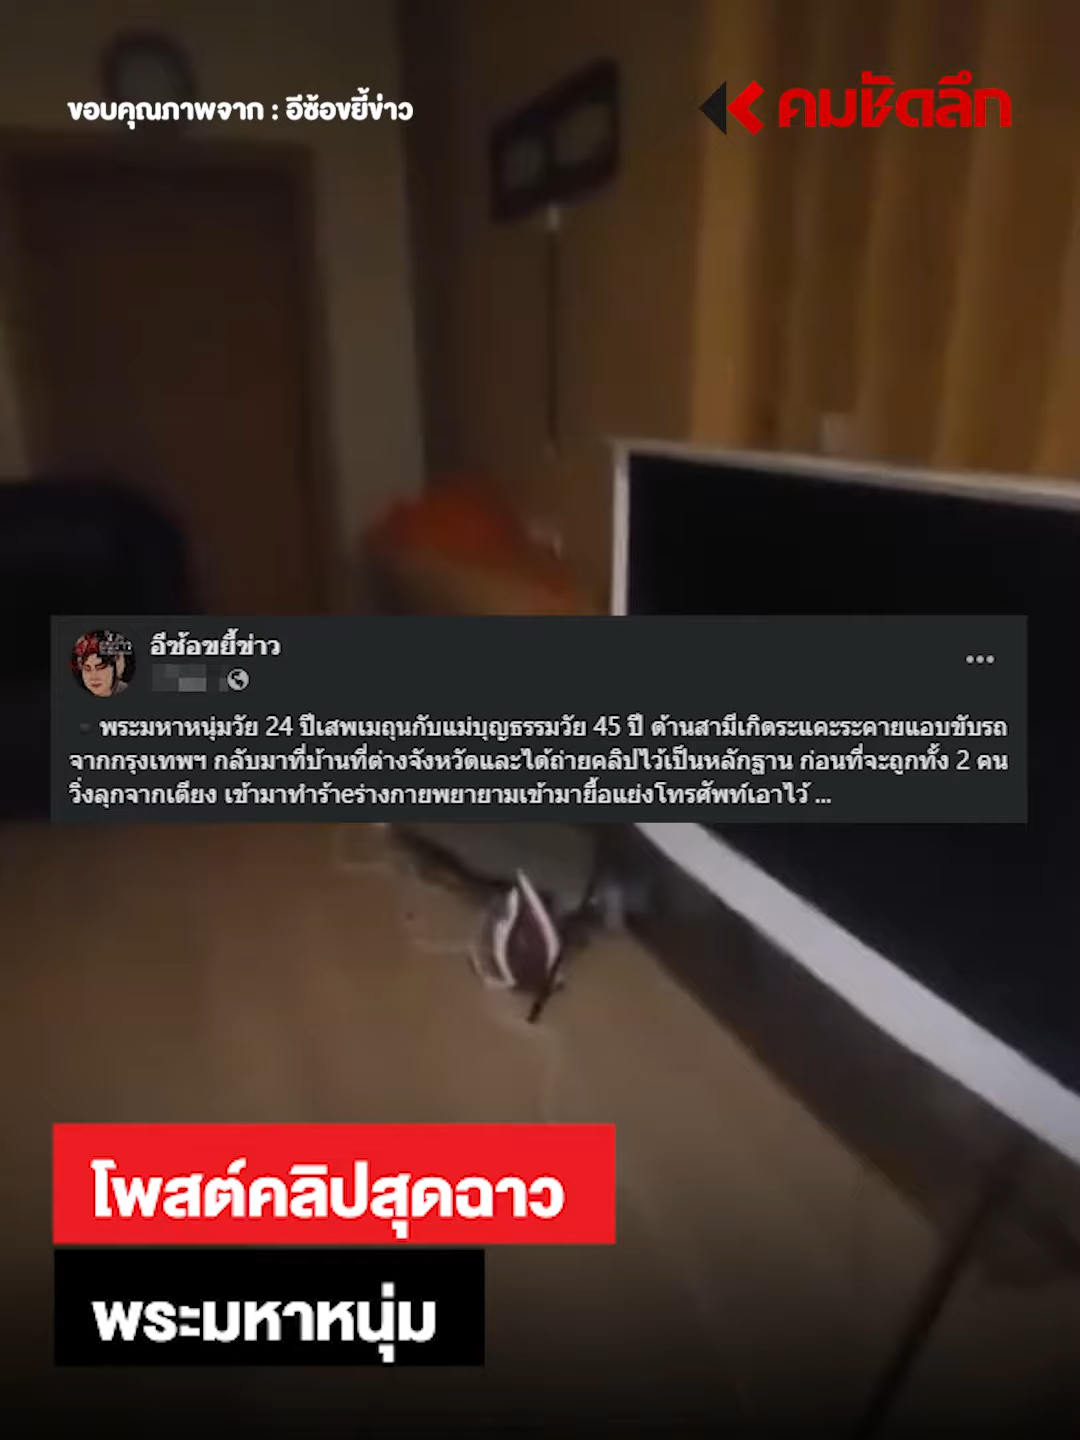 ขอบคุณภาพจาก : อีซ้อขยี้ข่าว
คมชัดลึก
อีซ้อขยี้ข่าว
พระมหาหนุ่มวัย 24 ปีเสพเมถุนกับแม่บุญธรรมวัย 45 ปี ด้านสามีเกิดระแคะระคายแอบขับรถ
จากกรุงเทพฯ กลับมาที่บ้านที่ต่างจังหวัดและได้ถ่ายคลิปไว้เป็นหลักฐาน ก่อนที่จะถูกทั้ง 2 คน
วิ่งลุกจากเตียง เข้ามาทำร้าeร่างกายพยายามเข้ามายื้อแย่งโทรศัพท์เอาไว้ ...
โพสต์คลิปสุดฉาว
พระมหาหนุ่ม